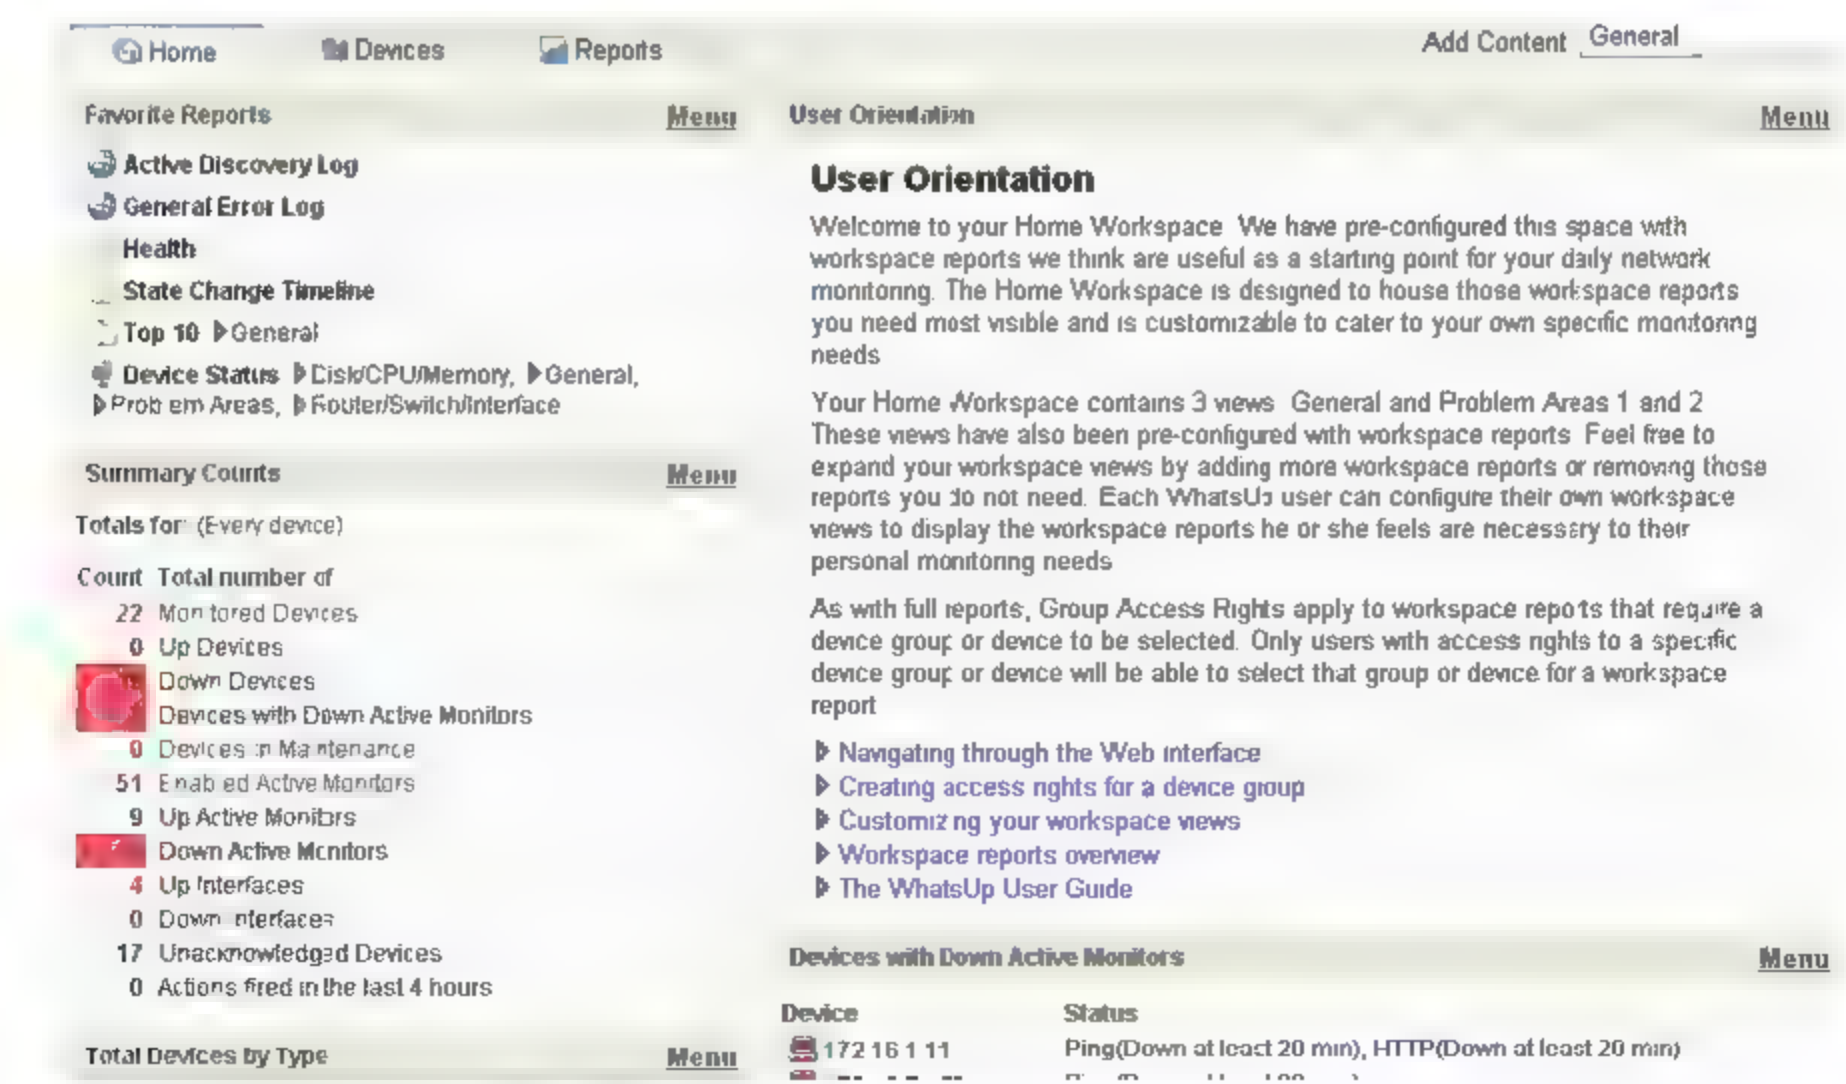 Home Devices Reports Add Content General
Favorite Reports Menu
Active Discovery Log
General Error Log
Health
State Change Timeline
Top 10 General
Device Status Disk/CPU/Memory, General,
Problem Areas, Router/Switch/Interface
Summary Counts Menu
Totals for: (Every device)
Count Total number of
22 Monitored Devices
0 Up Devices
Down Devices
Devices with Down Active Monitors
0 Devices in Maintenance
51 Enabled Active Monitors
9 Up Active Monitors
Down Active Monitors
4 Up Interfaces
0 Down Interfaces
17 Unacknowledged Devices
0 Actions fired in the last 4 hours
Total Devices by Type Menu
User Orientation Menu
User Orientation
Welcome to your Home Workspace We have pre-configured this space with
workspace reports we think are useful as a starting point for your daily network
monitoring. The Home Workspace is designed to house those workspace reports
you need most visible and is customizable to cater to your own specific monitoring
needs
Your Home Workspace contains 3 views General and Problem Areas 1 and 2
These views have also been pre-configured with workspace reports Feel free to
expand your workspace views by adding more workspace reports or removing those
reports you do not need. Each WhatsUp user can configure their own workspace
views to display the workspace reports he or she feels are necessary to their
personal monitoring needs
As with full reports, Group Access Rights apply to workspace reports that require a
device group or device to be selected. Only users with access rights to a specific
device group or device will be able to select that group or device for a workspace
report
Navigating through the Web interface
Creating access rights for a device group
Customizing your workspace views
Workspace reports overview
The WhatsUp User Guide
Devices with Down Active Monitors Menu
Device Status
172 16 1 11 Ping(Down at least 20 min), HTTP(Down at least 20 min)